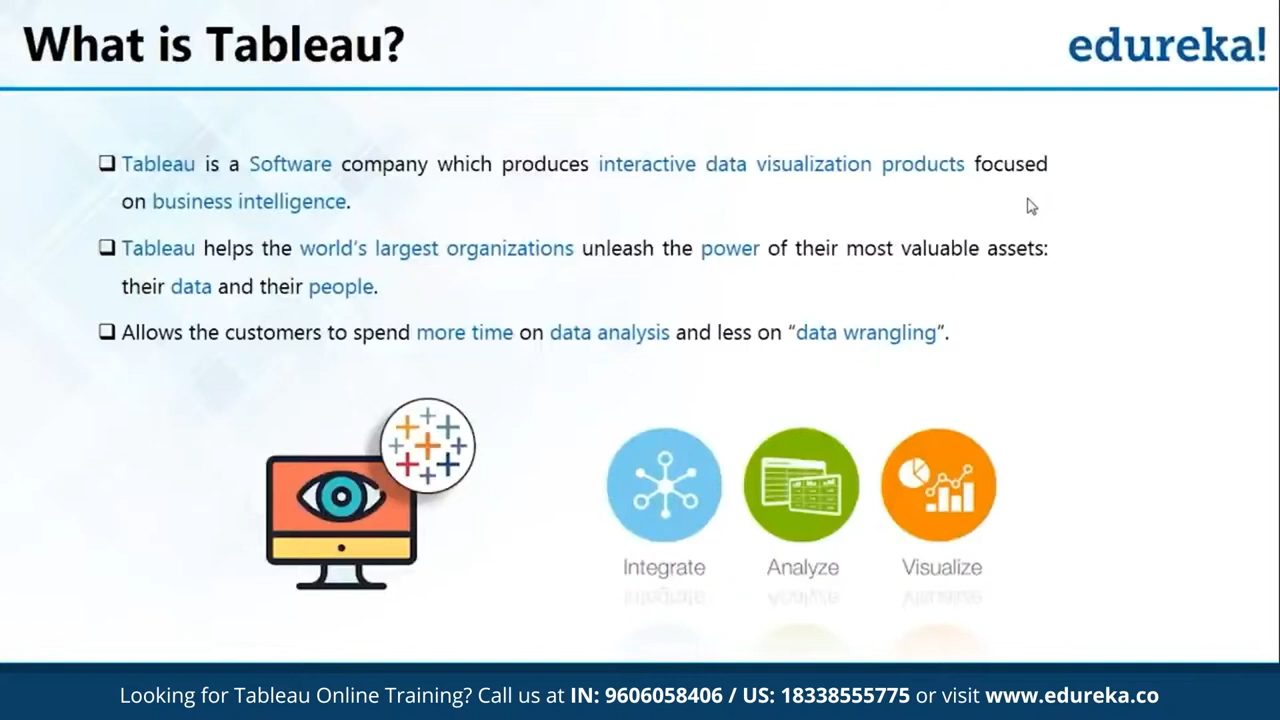 What is Tableau?
edureka!
Tableau is a Software company which produces interactive data visualization products focused
on business intelligence.
Tableau helps the world's largest organizations unleash the power of their most valuable assets:
their data and their people.
Allows the customers to spend more time on data analysis and less on “data wrangling”.
Integrate
Analyze
Visualize
Looking for Tableau Online Training? Call us at IN: 9606058406 / US: 18338555775 or visit www.edureka.co